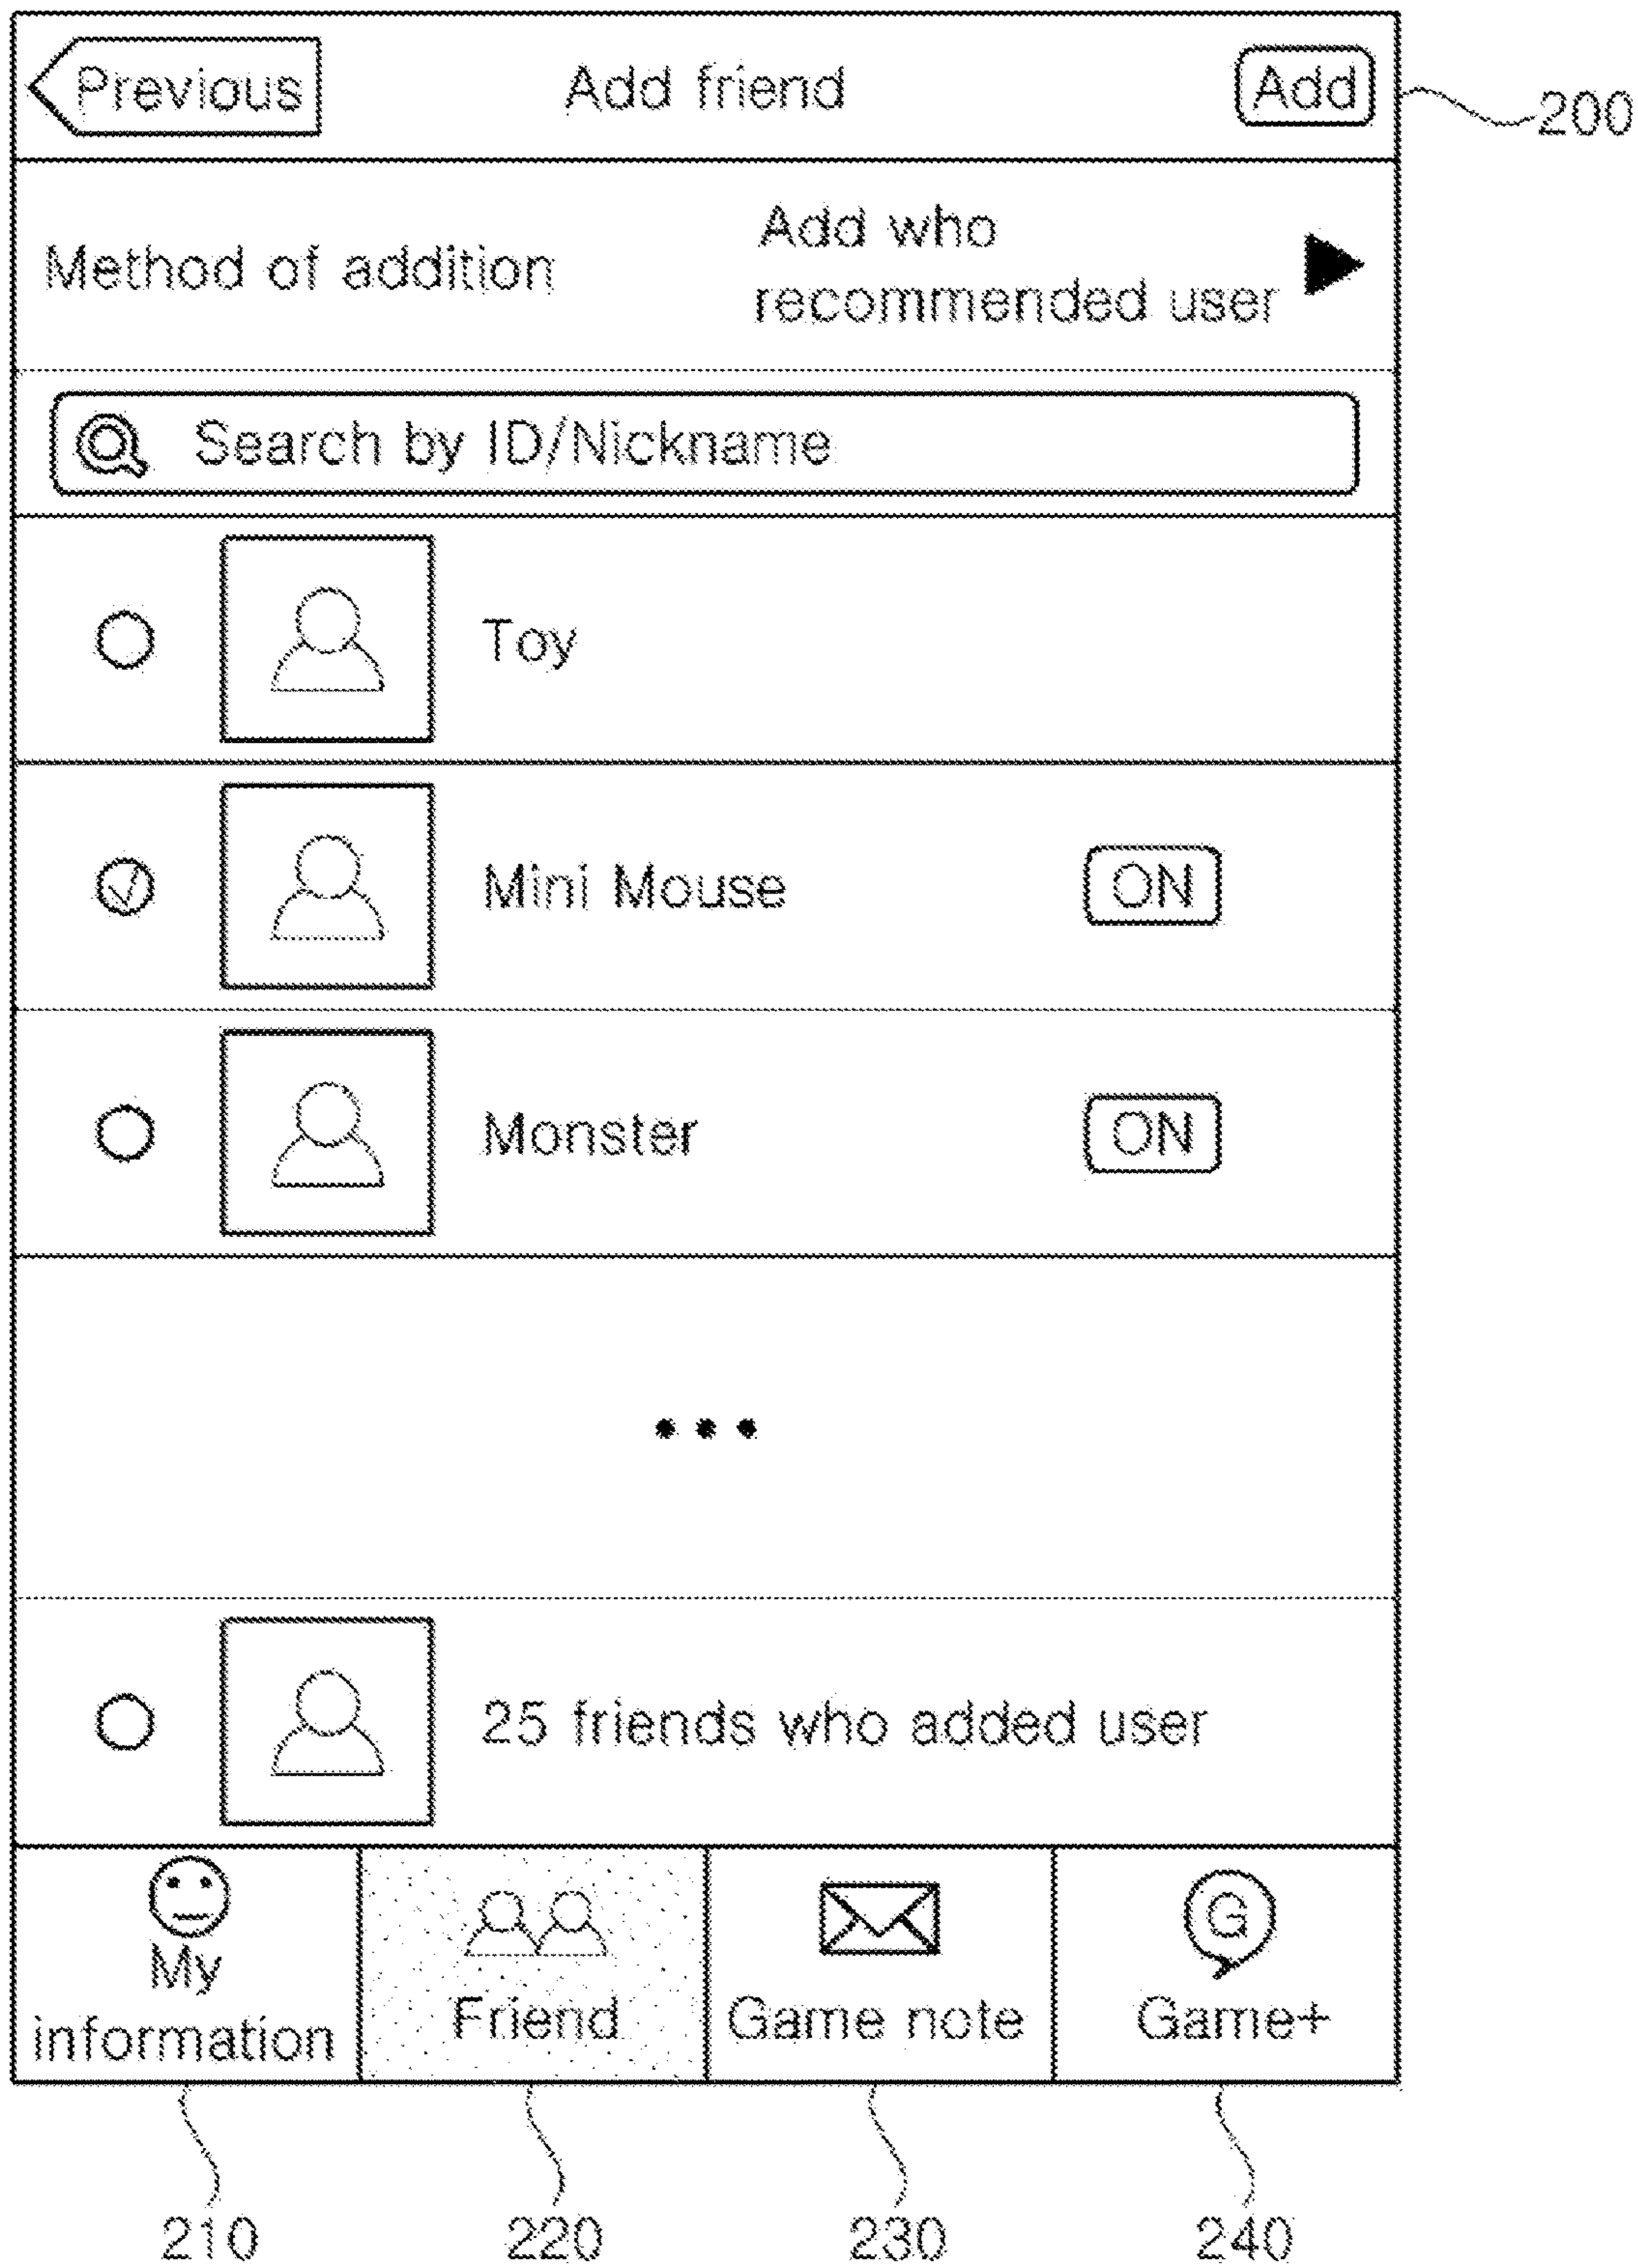 Previous
Add friend
Add
200
Method of addition
Add who
recommended user
Search by ID/Nickname
Toy
Mini Mouse
ON
Monster
ON
25 friends who added user
My
information
Friend
Game note
G
Game+
210
220
230
240